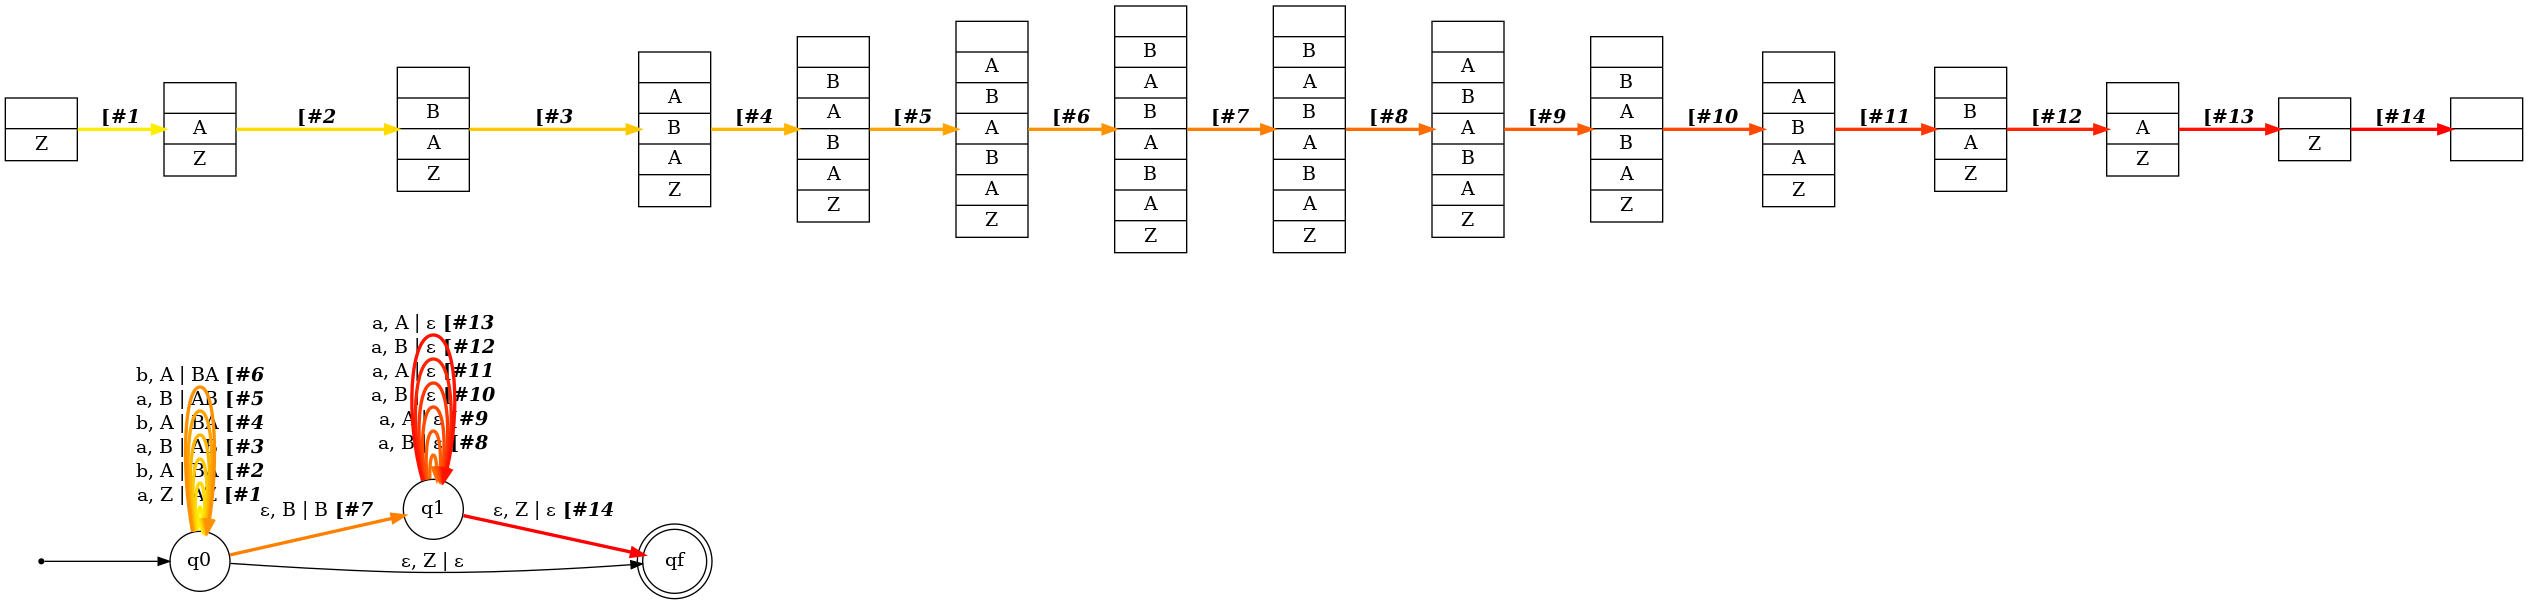 [#1 [#2 [#3 [#4 [#5 [#6 [#7 [#8 [#9 [#10 [#11 [#12 [#13 [#14
Z
A
Z
B
A
Z
A
B
A
Z
B
A
B
A
Z
A
B
A
B
A
Z
B
A
B
A
B
A
Z
B
A
B
A
B
A
Z
A
B
A
B
A
Z
B
A
B
A
Z
A
B
A
Z
B
A
Z
A
Z
Z
b, A | BA [#6
a, B | AB [#5
b, A | BA [#4
a, B | AB [#3
b, A | BA [#2
a, Z | AZ [#1
a, A | ε [#13
a, B | ε [#12
a, A | ε [#11
a, B | ε [#10
a, A | ε [#9
a, B | ε [#8
ε, B | B [#7
ε, Z | ε [#14
ε, Z | ε
q0
q1
qf